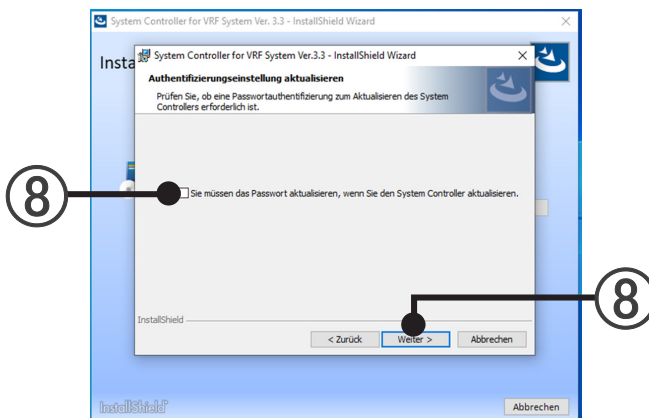 System Controller for VRF System Ver. 3.3 - InstallShield Wizard
Insta
System Controller for VRF System Ver.3.3 - InstallShield Wizard
Authentifizierungseinstellung aktualisieren
Prüfen Sie, ob eine Passwortauthentifizierung zum Aktualisieren des System
Controllers erforderlich ist.
⑧
Sie müssen das Passwort aktualisieren, wenn Sie den System Controller aktualisieren.
⑧
InstallShield
< Zurück
Weiter >
Abbrechen
InstallShield
Abbrechen